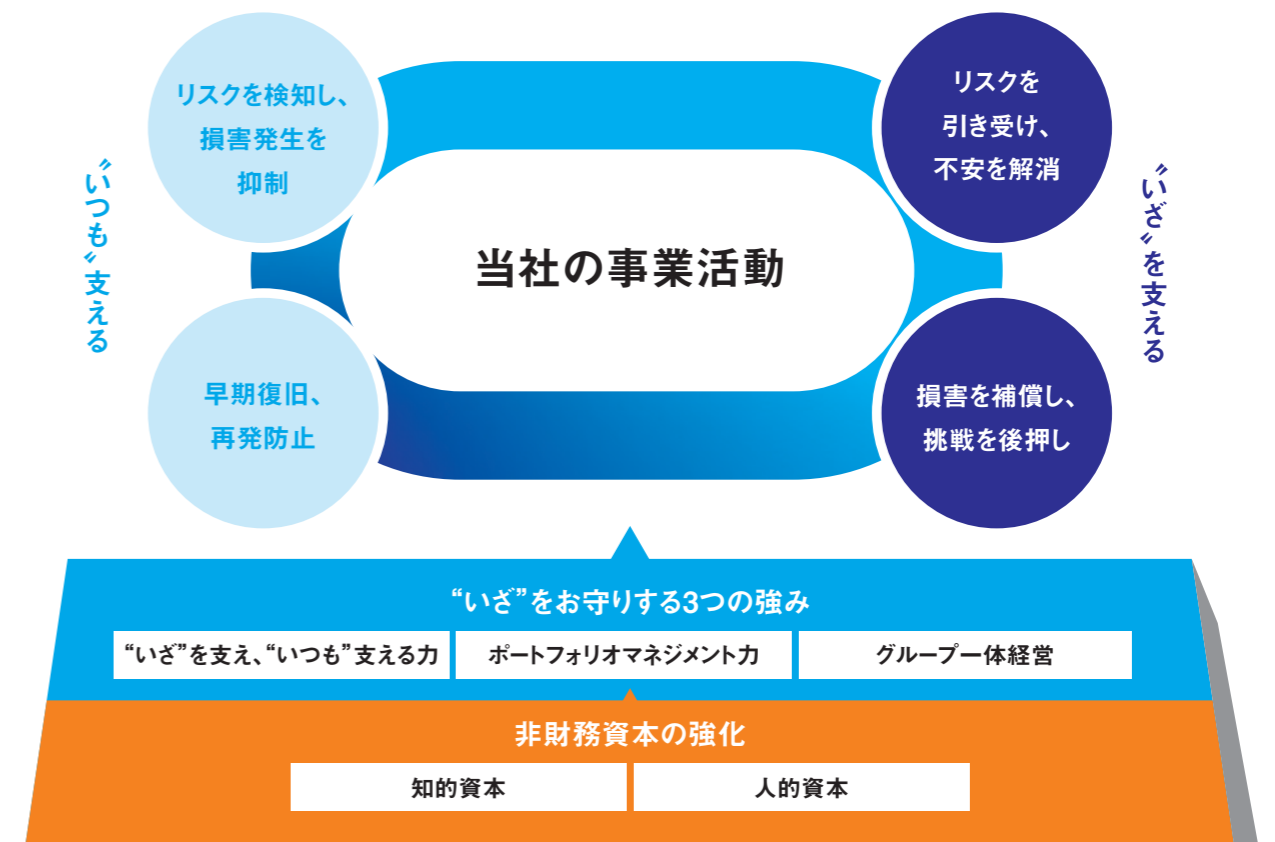 リスクを検知し、
損害発生を
抑制
リスクを
引き受け、
不安を解消
〝いつも〟支える
〝いざ〟を支える
当社の事業活動
早期復旧、
再発防止
損害を補償し、
挑戦を後押し
“いざ”をお守りする3つの強み
“いざ”を支え、“いつも”支える力
ポートフォリオマネジメント力
グループ一体経営
非財務資本の強化
知的資本
人的資本